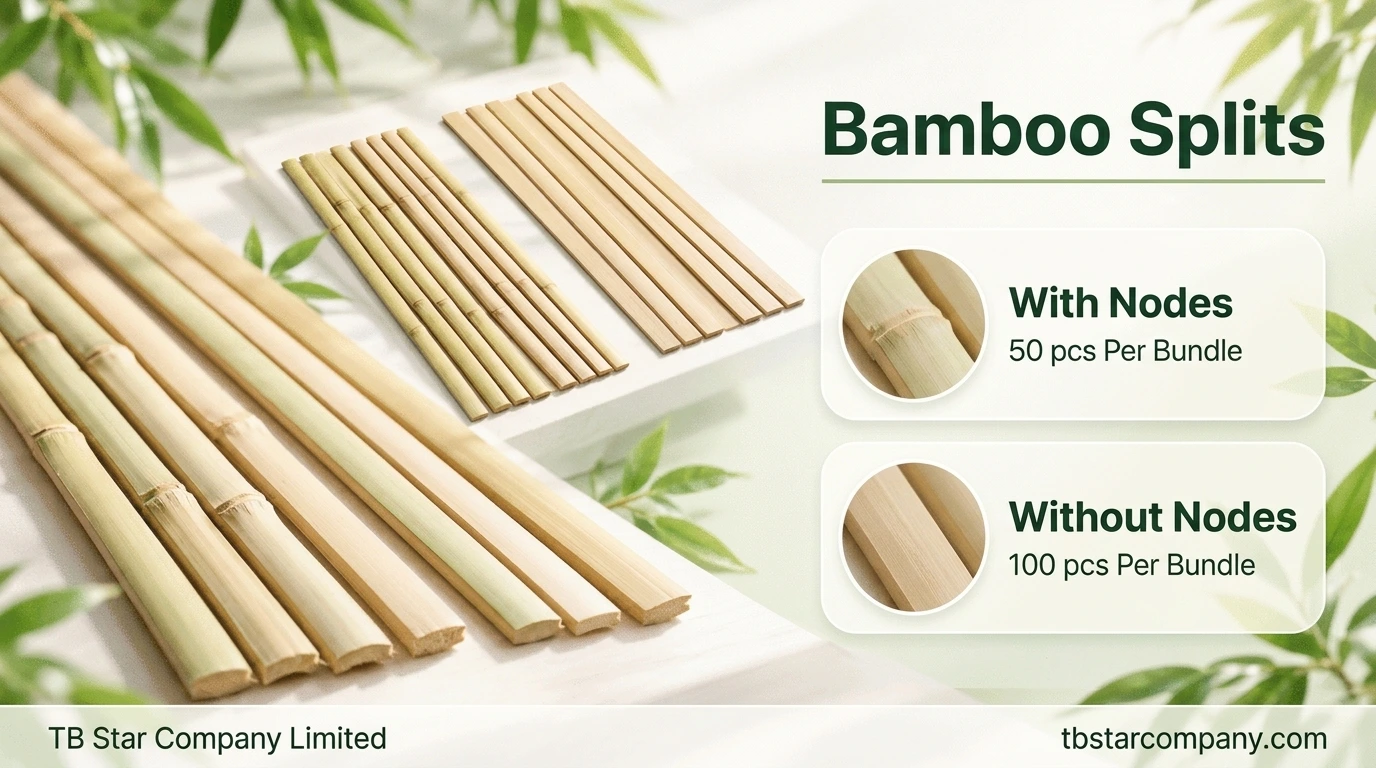 Bamboo Splits
With Nodes
50 pcs Per Bundle
Without Nodes
100 pcs Per Bundle
TB Star Company Limited
tbstarcompany.com